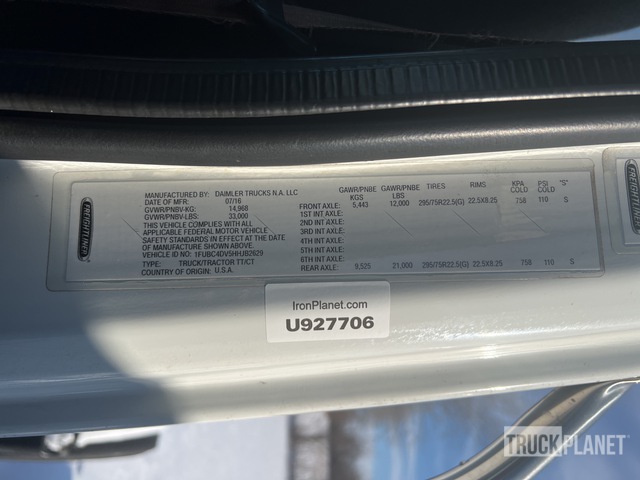 FREIGHTLINER
MANUFACTURED BY: DAIMLER TRUCKS N.A. LLC
DATE OF MFR: 07/16
GVWR/PNBV-KG: 14,968
GVWR/PNBV-LBS: 33,000
THIS VEHICLE COMPLIES WITH ALL
APPLICABLE FEDERAL MOTOR VEHICLE
SAFETY STANDARDS IN EFFECT AT THE DATE
OF MANUFACTURE SHOWN ABOVE.
VEHICLE ID NO: 1FUBC4DV5HHJB2629
TYPE: TRUCK/TRACTOR TT/CT
COUNTRY OF ORIGIN: U.S.A.
GAWR/PNBE KGS GAWR/PNBE LBS TIRES RIMS KPA COLD PSI COLD "S"
FRONT AXLE: 5,443 12,000 295/75R22.5(G) 22.5X8.25 758 110 S
1ST INT AXLE:
2ND INT AXLE:
3RD INT AXLE:
4TH INT AXLE:
5TH INT AXLE:
6TH INT AXLE:
REAR AXLE: 9,525 21,000 295/75R22.5(G) 22.5X8.25 758 110 S
IronPlanet.com
U927706
TRUCKPLANET